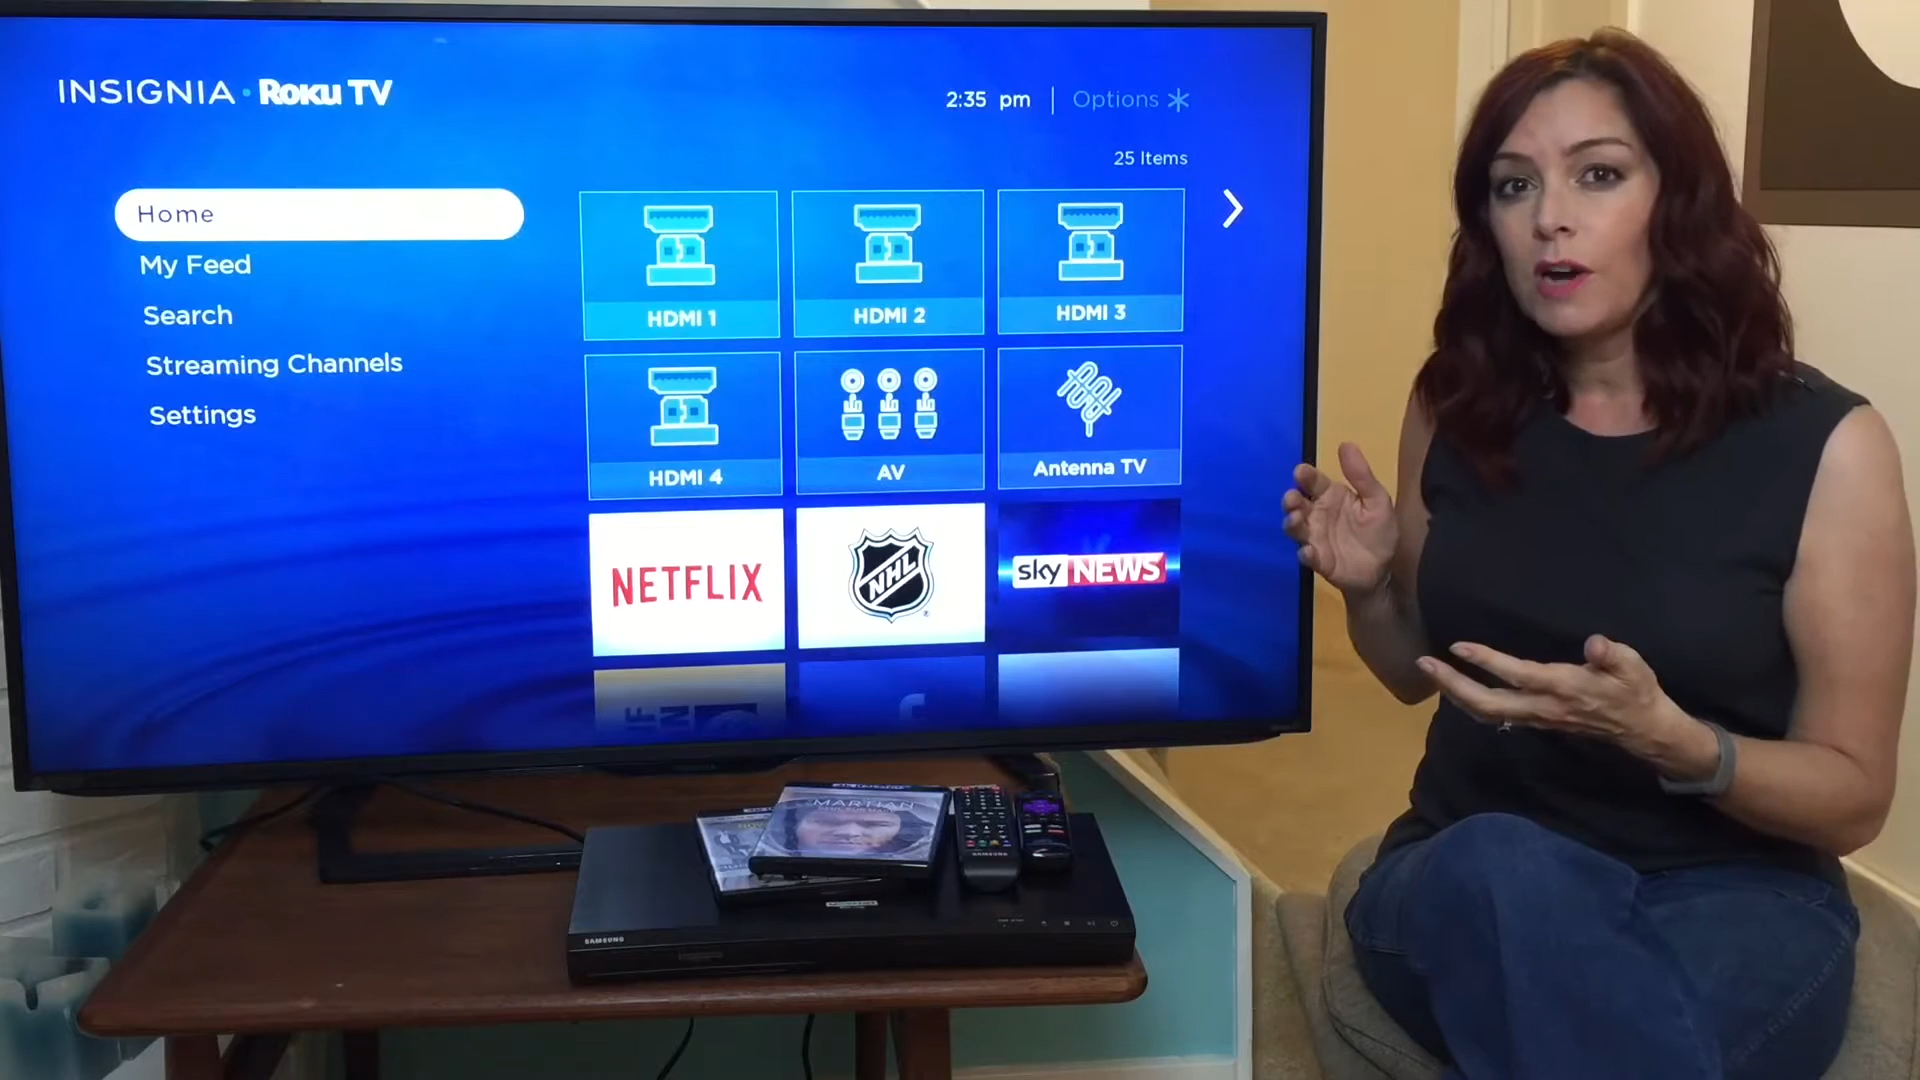 INSIGNIA • Roku TV
2:35 pm | Options
25 Items
Home
My Feed
Search
Streaming Channels
Settings
HDMI 1
HDMI 2
HDMI 3
HDMI 4
AV
Antenna TV
NETFLIX
NHL
sky NEWS
MARTIAN
SAMSUNG
SAMSUNG